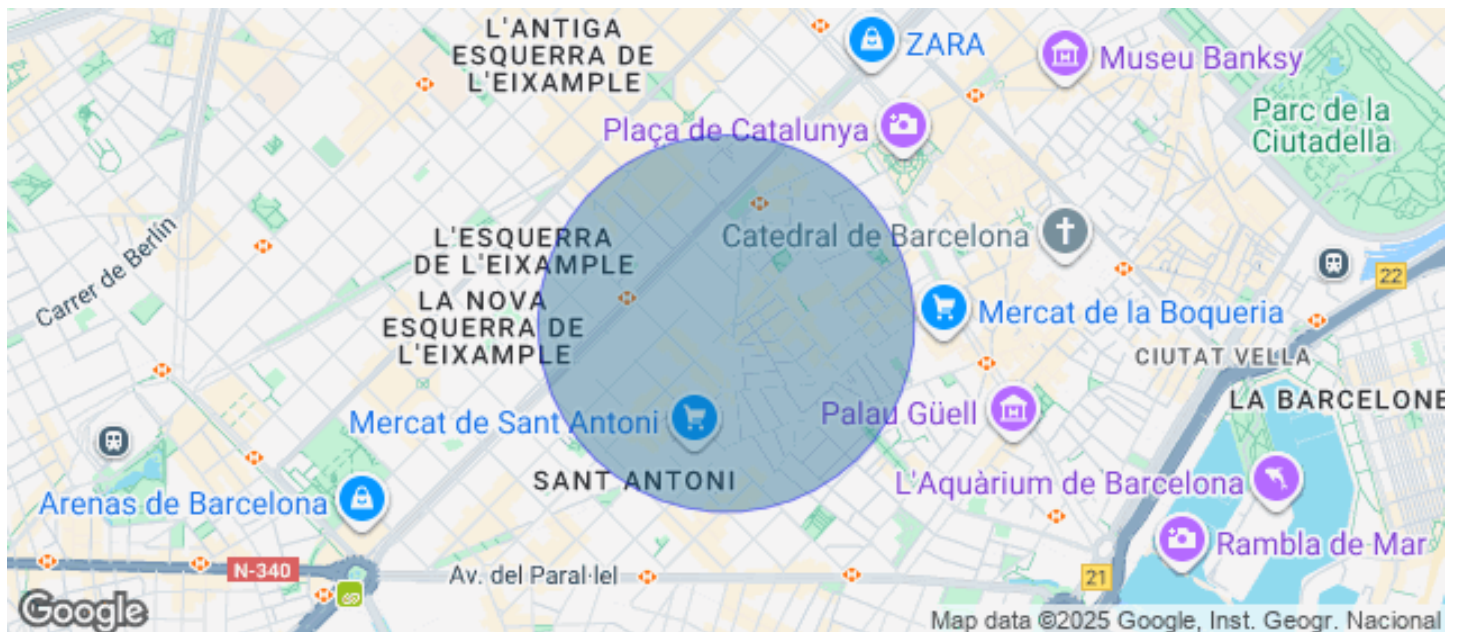 L'ANTIGA
ESQUERRA DE
L'EIXAMPLE
ZARA
Museu Banksy
Parc de la
Ciutadella
Plaça de Catalunya
Carrer de Berlín
L'ESQUERRA
DE L'EIXAMPLE
Catedral de Barcelona
22
LA NOVA
ESQUERRA DE
L'EIXAMPLE
Mercat de la Boqueria
CIUTAT VELLA
LA BARCELONE
Mercat de Sant Antoni
Palau Güell
SANT ANTONI
L'Aquàrium de Barcelona
Arenas de Barcelona
Rambla de Mar
N-340
Av. del Paral·lel
21
Google
Map data ©2025 Google, Inst. Geogr. Nacional